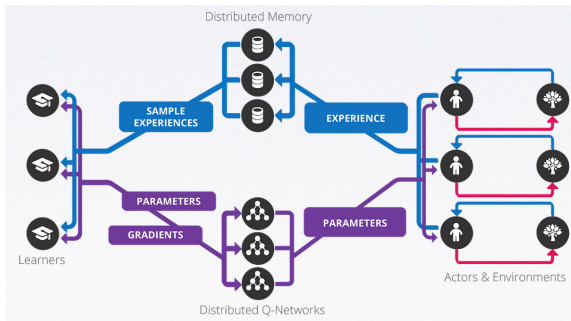 Distributed Memory
SAMPLE
EXPERIENCES
EXPERIENCE
PARAMETERS
GRADIENTS
PARAMETERS
Learners
Actors & Environments
Distributed Q-Networks